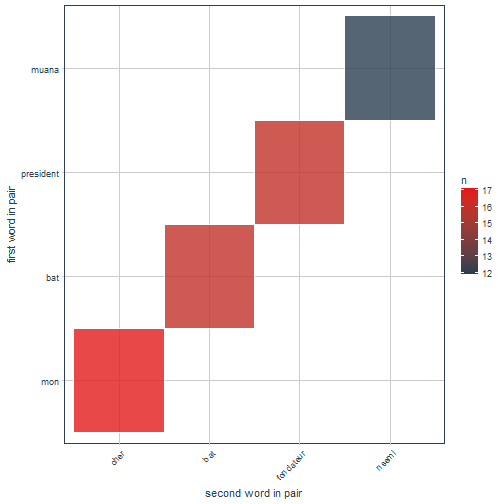 muana
president
bat
mon
first word in pair
cher
bat
fondateur
second word in pair
n
17
16
15
14
13
12